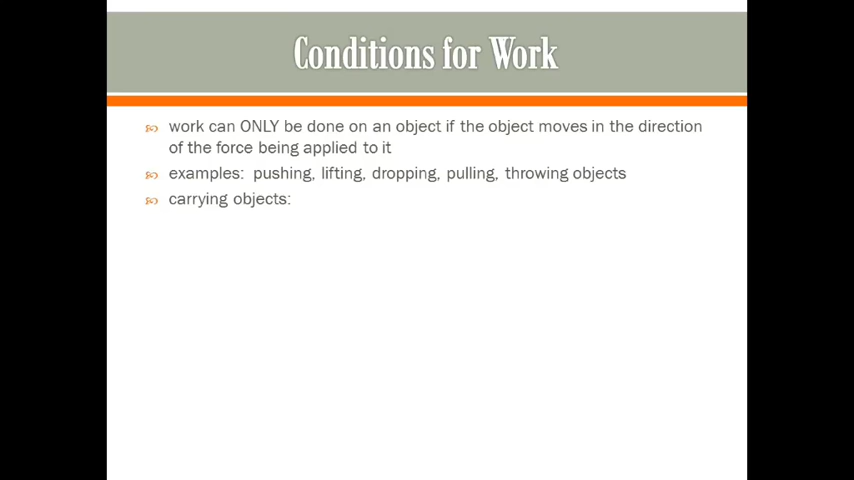 Conditions for Work
work can ONLY be done on an object if the object moves in the direction
of the force being applied to it
examples: pushing, lifting, dropping, pulling, throwing objects
carrying objects: